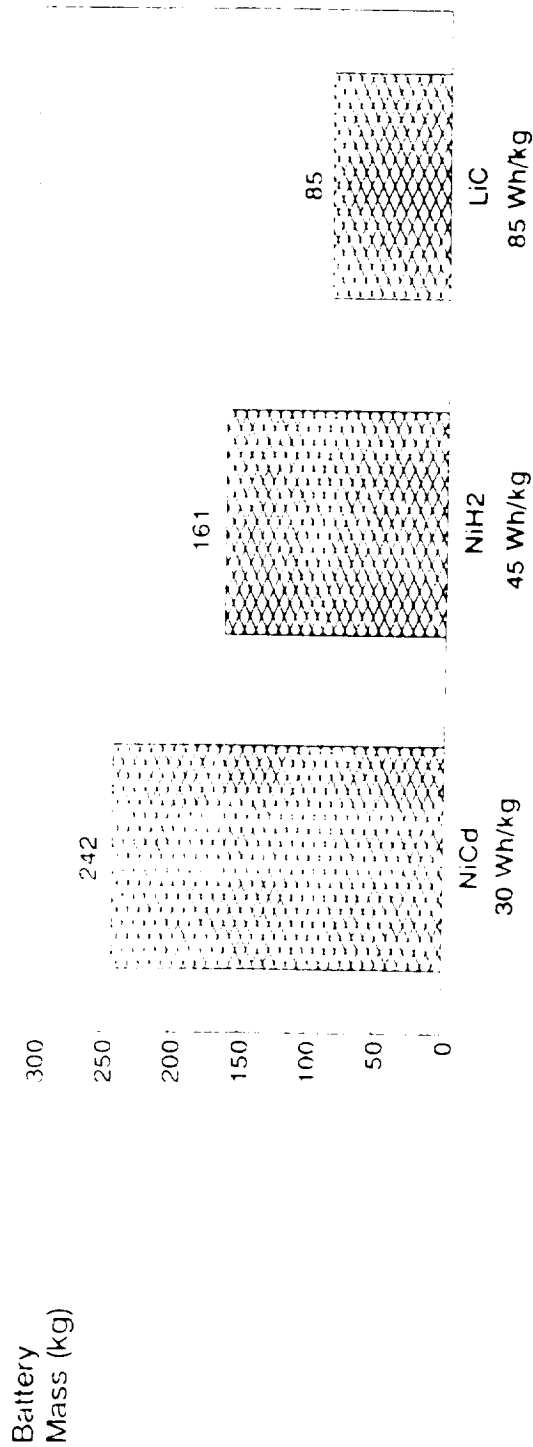 Battery
Mass (kg)
300
250
200
150
100
50
0
242
161
85
NiCd
30 Wh/kg
NiH2
45 Wh/kg
LiC
85 Wh/kg